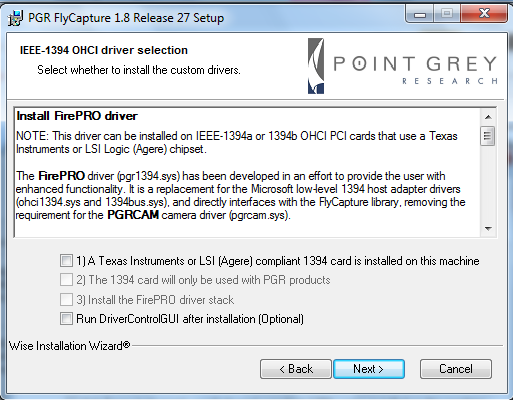 PGR FlyCapture 1.8 Release 27 Setup
IEEE-1394 OHCI driver selection
Select whether to install the custom drivers.
POINT GREY
RESEARCH
Install FirePRO driver
NOTE: This driver can be installed on IEEE-1394a or 1394b OHCI PCI cards that use a Texas
Instruments or LSI Logic (Agere) chipset.
The FirePRO driver (pgr1394.sys) has been developed in an effort to provide the user with
enhanced functionality. It is a replacement for the Microsoft low-level 1394 host adapter drivers
(ohci1394.sys and 1394bus.sys), and directly interfaces with the FlyCapture library, removing the
requirement for the PGRCAM camera driver (pgrcam.sys).
1) A Texas Instruments or LSI (Agere) compliant 1394 card is installed on this machine
2) The 1394 card will only be used with PGR products
3) Install the FirePRO driver stack
Run DriverControlGUI after installation (Optional)
Wise Installation Wizard®
< Back
Next >
Cancel